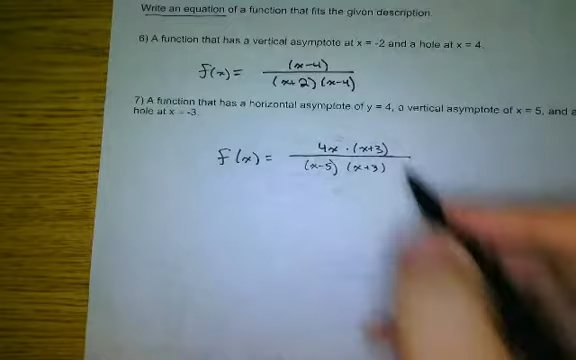 Write an equation of a function that fits the given description.
6) A function that has a vertical asymptote at x = -2 and a hole at x = 4.
f(x) = (x-4) / (x+2)(x-4)
7) A function that has a horizontal asymptote of y = 4, a vertical asymptote of x = 5, and a
hole at x = -3.
f(x) = 4x · (x+3) / (x-5) (x+3)